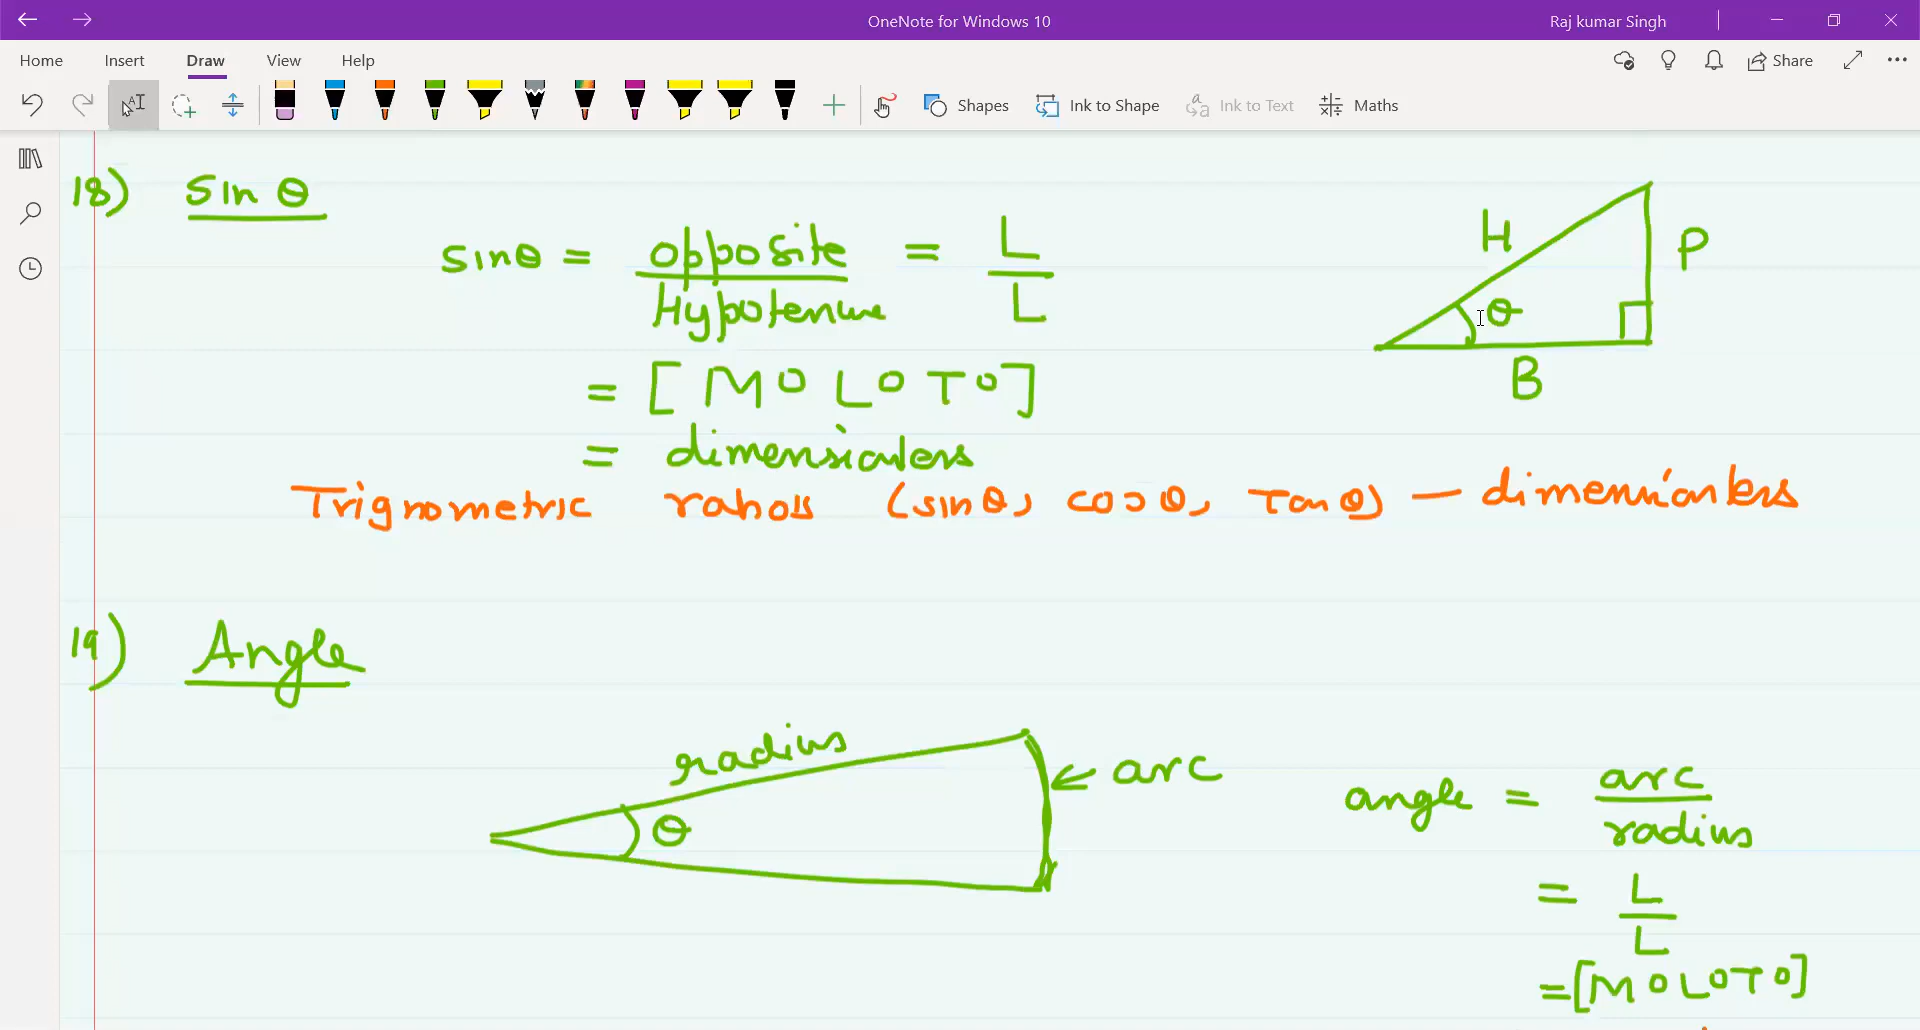 OneNote for Windows 10
Raj kumar Singh
Home Insert Draw View Help
Share
Shapes Ink to Shape Ink to Text Maths
18) Sin θ
sinθ = opposite / Hypotenuse = L / L
= [M0 L0 T0]
= dimensionless
Trignometric ratios (sinθ, cosθ, Tanθ) — dimensionless
H
P
θ
B
19) Angle
radius
θ
arc
angle = arc / radius
= L / L
= [M0 L0 T0]